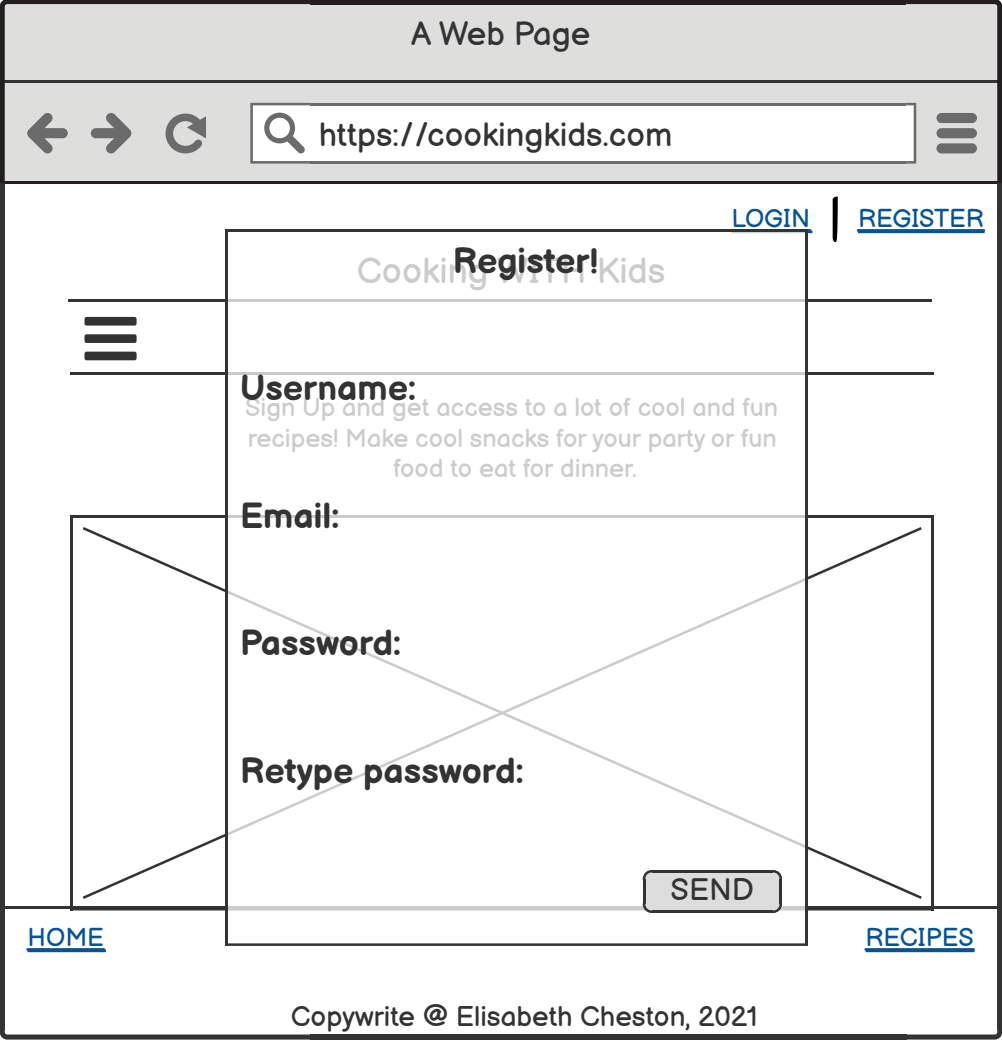 A Web Page
https://cookingkids.com
LOGIN | REGISTER
Register!
Cooking WITH Kids
Username:
Sign Up and get access to a lot of cool and fun
recipes! Make cool snacks for your party or fun
food to eat for dinner.
Email:
Password:
Retype password:
SEND
HOME
RECIPES
Copywrite @ Elisabeth Cheston, 2021